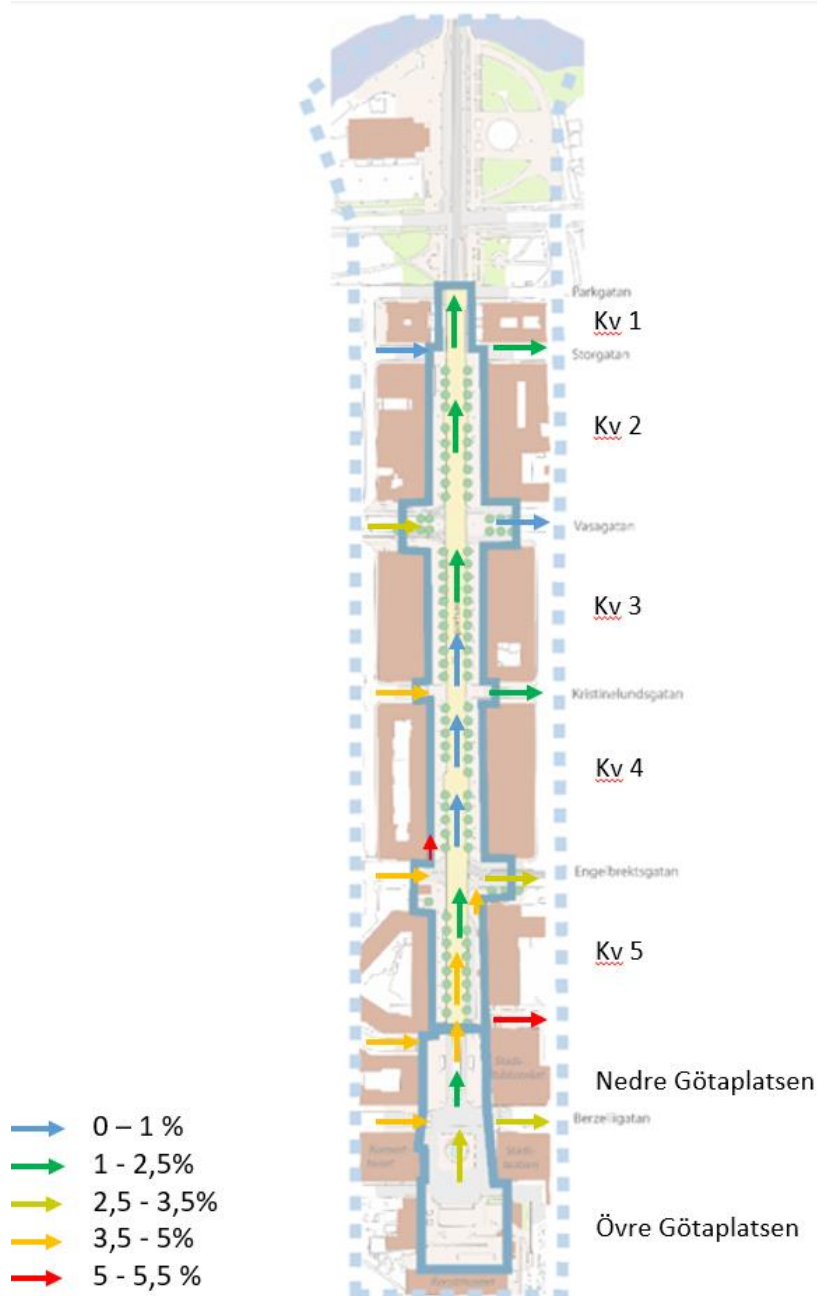 Parkgatan
Kv 1
Storgatan
Kv 2
Vasagatan
Kv 3
Kristinelundsgatan
Kv 4
Engelbrektsgatan
Kv 5
Nedre Götaplatsen
Berzeliigatan
Övre Götaplatsen
0 – 1 %
1 - 2,5%
2,5 - 3,5%
3,5 - 5%
5 - 5,5 %